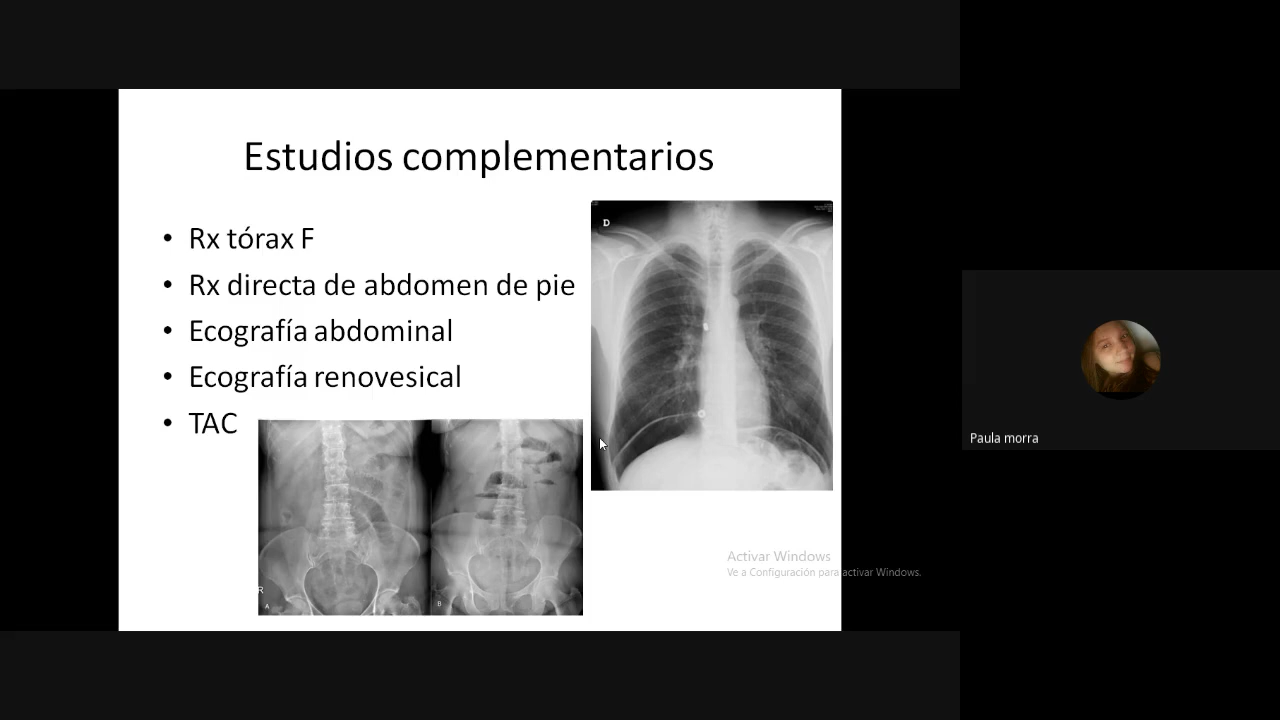 Estudios complementarios
• Rx tórax F
• Rx directa de abdomen de pie
• Ecografía abdominal
• Ecografía renovesical
• TAC
D
R
A
B
Activar Windows
Ve a Configuración para activar Windows.
Paula morra